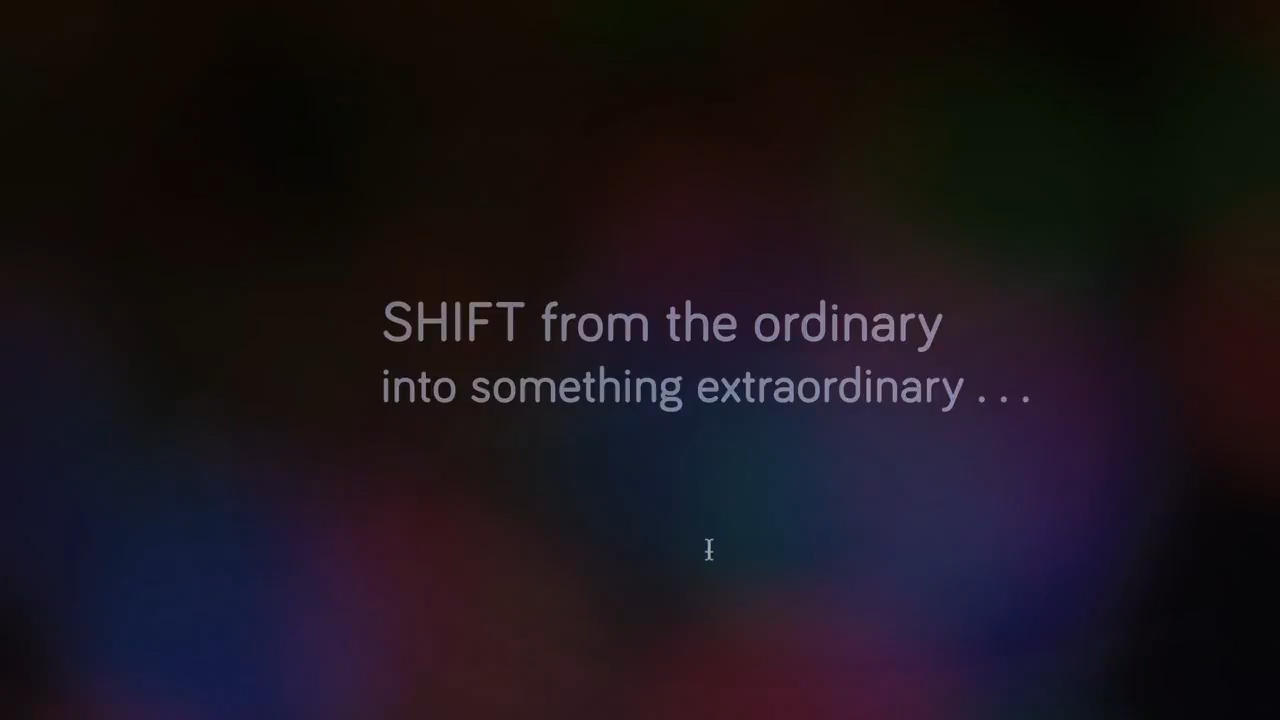 SHIFT from the ordinary
into something extraordinary . . .